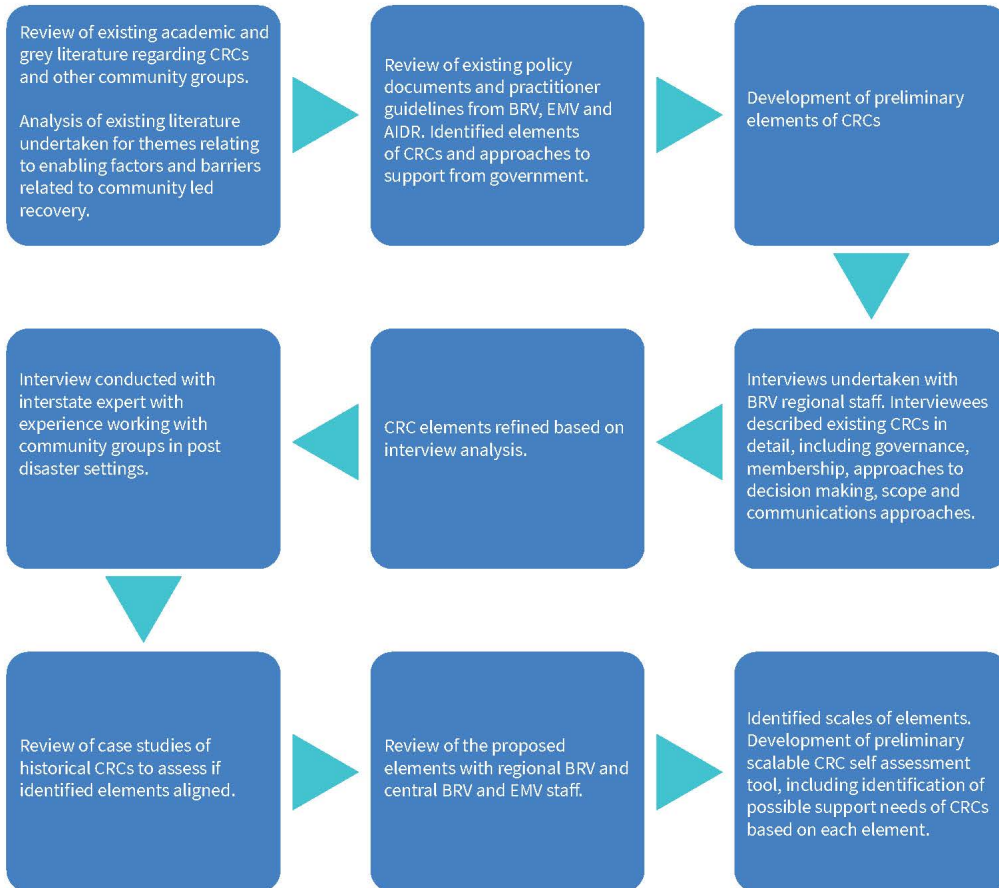 Review of existing academic and
grey literature regarding CRCs
and other community groups.
Analysis of existing literature
undertaken for themes relating
to enabling factors and barriers
related to community led
recovery.
Review of existing policy
documents and practitioner
guidelines from BRV, EMV and
AIDR. Identified elements
of CRCs and approaches to
support from government.
Development of preliminary
elements of CRCs
Interviews undertaken with
BRV regional staff. Interviewees
described existing CRCs in
detail, including governance,
membership, approaches to
decision making, scope and
communications approaches.
CRC elements refined based on
interview analysis.
Interview conducted with
interstate expert with
experience working with
community groups in post
disaster settings.
Review of case studies of
historical CRCs to assess if
identified elements aligned.
Review of the proposed
elements with regional BRV and
central BRV and EMV staff.
Identified scales of elements.
Development of preliminary
scalable CRC self assessment
tool, including identification of
possible support needs of CRCs
based on each element.